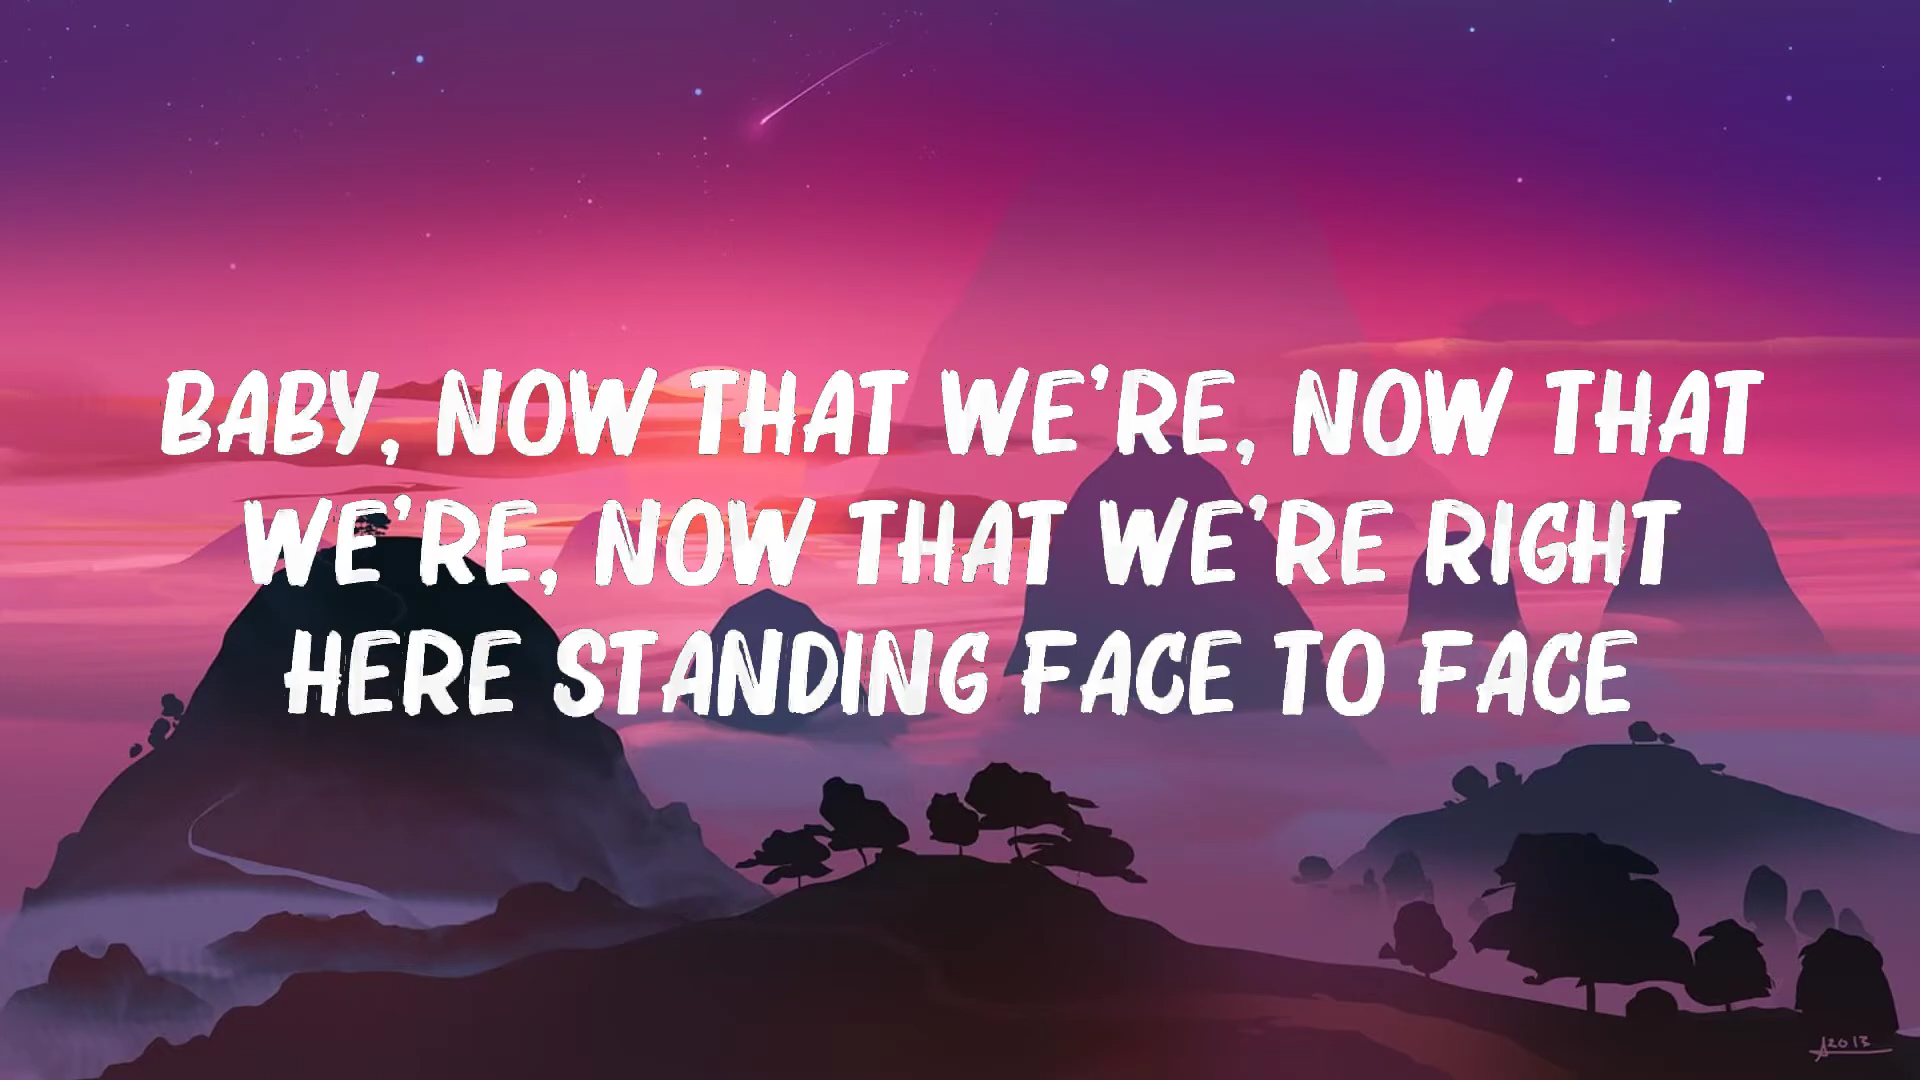 BABY, NOW THAT WE'RE, NOW THAT
WE'RE, NOW THAT WE'RE RIGHT
HERE STANDING FACE TO FACE
2013